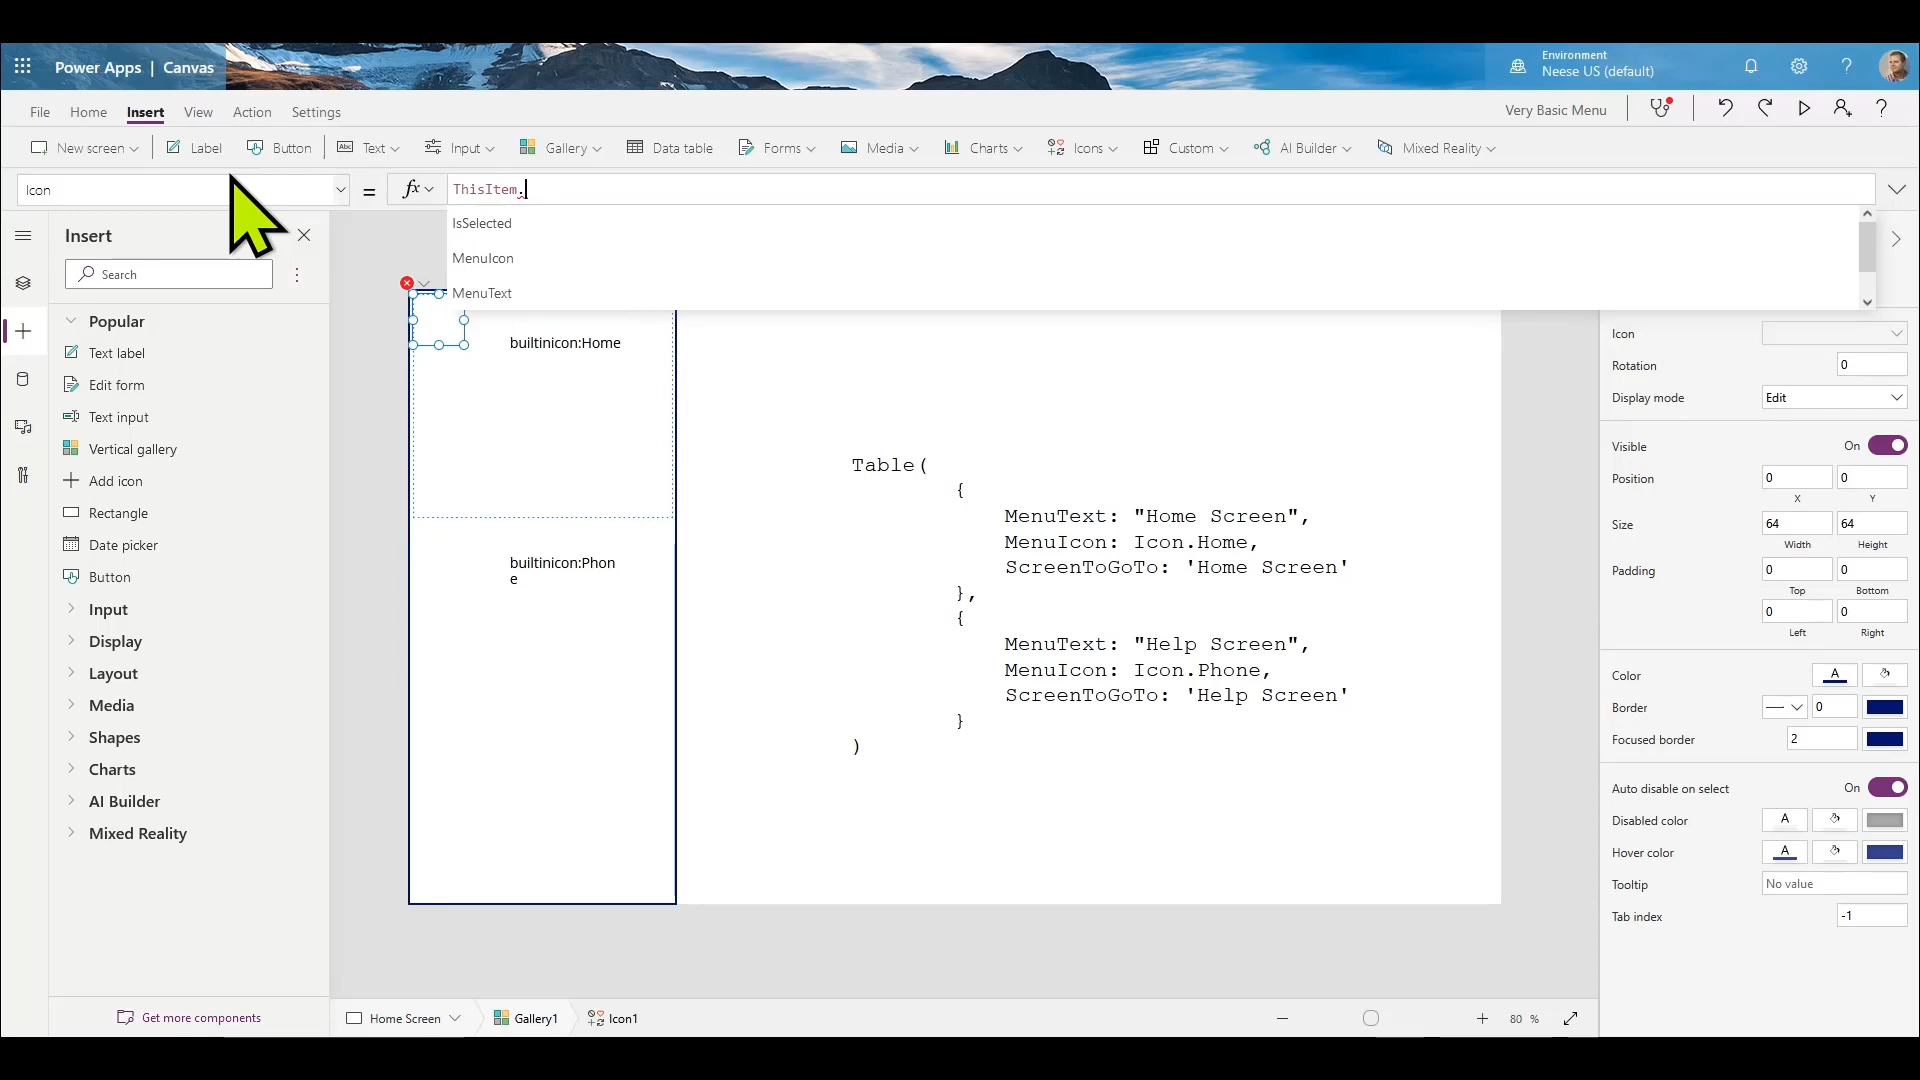 Power Apps | Canvas
Environment
Neese US (default)
File Home Insert View Action Settings
Very Basic Menu
New screen Label Button Text Input Gallery Data table Forms Media Charts Icons Custom AI Builder Mixed Reality
Icon = fx ThisItem.
IsSelected
MenuIcon
MenuText
Insert
Search
Popular
Text label
Edit form
Text input
Vertical gallery
Add icon
Rectangle
Date picker
Button
Input
Display
Layout
Media
Shapes
Charts
AI Builder
Mixed Reality
Get more components
builtinicon:Home
builtinicon:Phon
e
Table(
{
MenuText: "Home Screen",
MenuIcon: Icon.Home,
ScreenToGoTo: 'Home Screen'
},
{
MenuText: "Help Screen",
MenuIcon: Icon.Phone,
ScreenToGoTo: 'Help Screen'
}
)
Icon
Rotation 0
Display mode Edit
Visible On
Position 0 0
X Y
Size 64 64
Width Height
Padding 0 0
Top Bottom
0 0
Left Right
Color A
Border 0
Focused border 2
Auto disable on select On
Disabled color A
Hover color A
Tooltip No value
Tab index -1
Home Screen Gallery1 Icon1
80 %